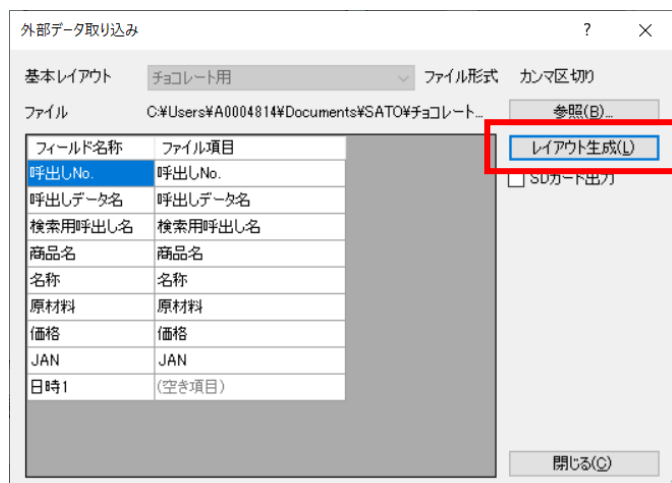 外部データ取り込み ? ×
基本レイアウト チョコレート用 ファイル形式 カンマ区切り
ファイル C:¥Users¥A0004814¥Documents¥SATO¥チョコレート... 参照(B)...
フィールド名称 ファイル項目 レイアウト生成(L)
呼出しNo. 呼出しNo. SDカード出力
呼出しデータ名 呼出しデータ名
検索用呼出し名 検索用呼出し名
商品名 商品名
名称 名称
原材料 原材料
価格 価格
JAN JAN
日時1 (空き項目)
閉じる(C)